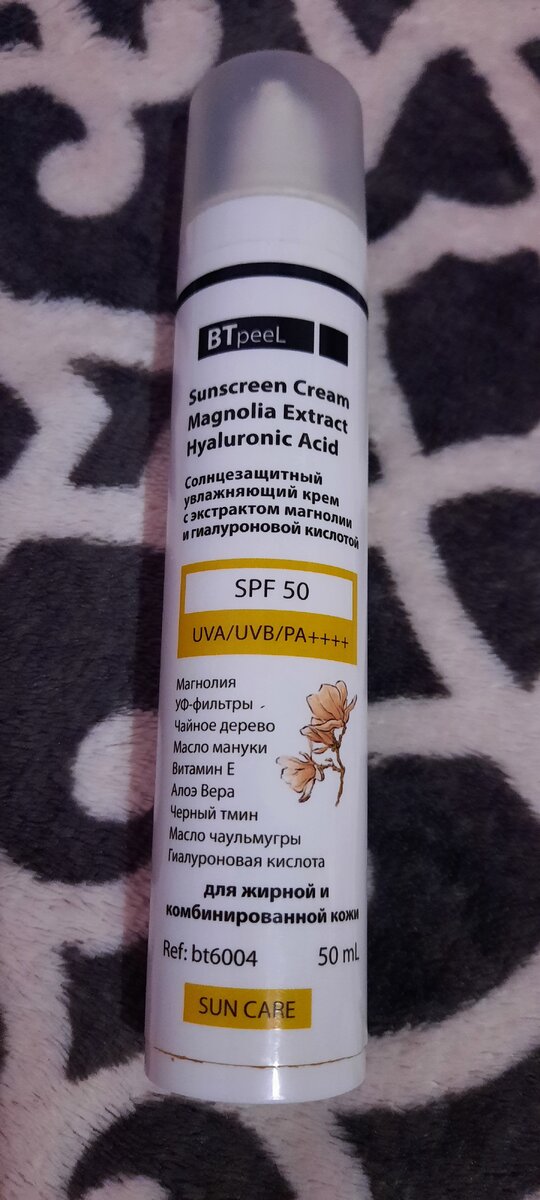 BTpeeL
Sunscreen Cream
Magnolia Extract
Hyaluronic Acid
Солнцезащитный
увлажняющий крем
с экстрактом магнолии
и гиалуроновой кислотой
SPF 50
UVA/UVB/PA++++
Магнолия
УФ-фильтры
Чайное дерево
Масло мануки
Витамин Е
Алоэ Вера
Черный тмин
Масло чаульмугры
Гиалуроновая кислота
для жирной и
комбинированной кожи
Ref: bt6004 50 mL
SUN CARE